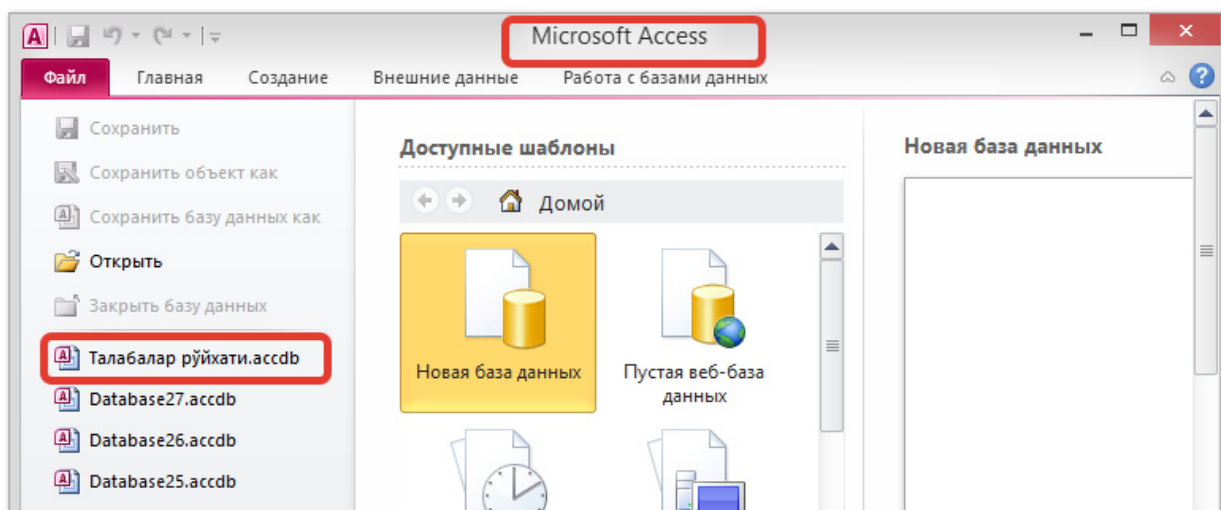 Microsoft Access
Файл Главная Создание Внешние данные Работа с базами данных
Сохранить
Сохранить объект как
Сохранить базу данных как
Открыть
Закрыть базу данных
Талабалар рўйхати.accdb
Database27.accdb
Database26.accdb
Database25.accdb
Доступные шаблоны
Домой
Новая база данных
Пустая веб-база
данных
Новая база данных